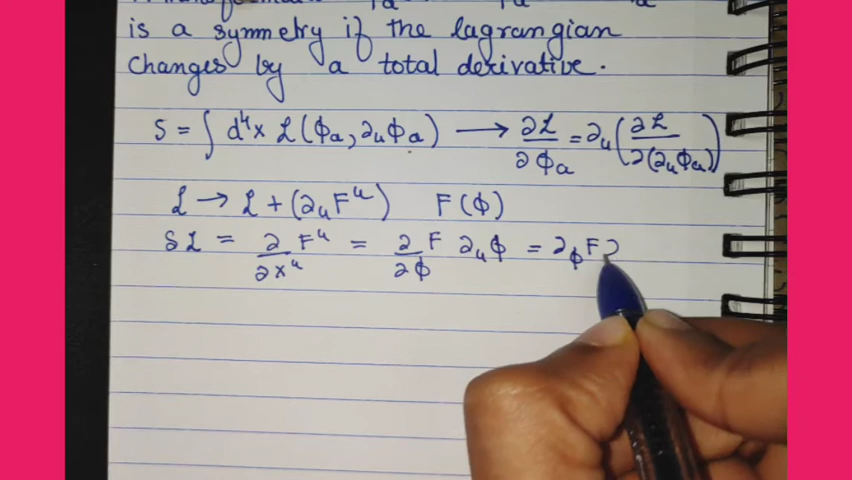 is a symmetry if the lagrangian
changes by a total derivative.
S = ∫ d⁴x ℒ(ϕₐ, ∂ᵤϕₐ) ⟶ ∂ℒ/∂ϕₐ = ∂ᵤ(∂ℒ/∂(∂ᵤϕₐ))
ℒ → ℒ + (∂ᵤFᵘ) F(ϕ)
δℒ = ∂/∂xᵘ Fᵘ = ∂/∂ϕ F ∂ᵤϕ = ∂_ϕ F ∂